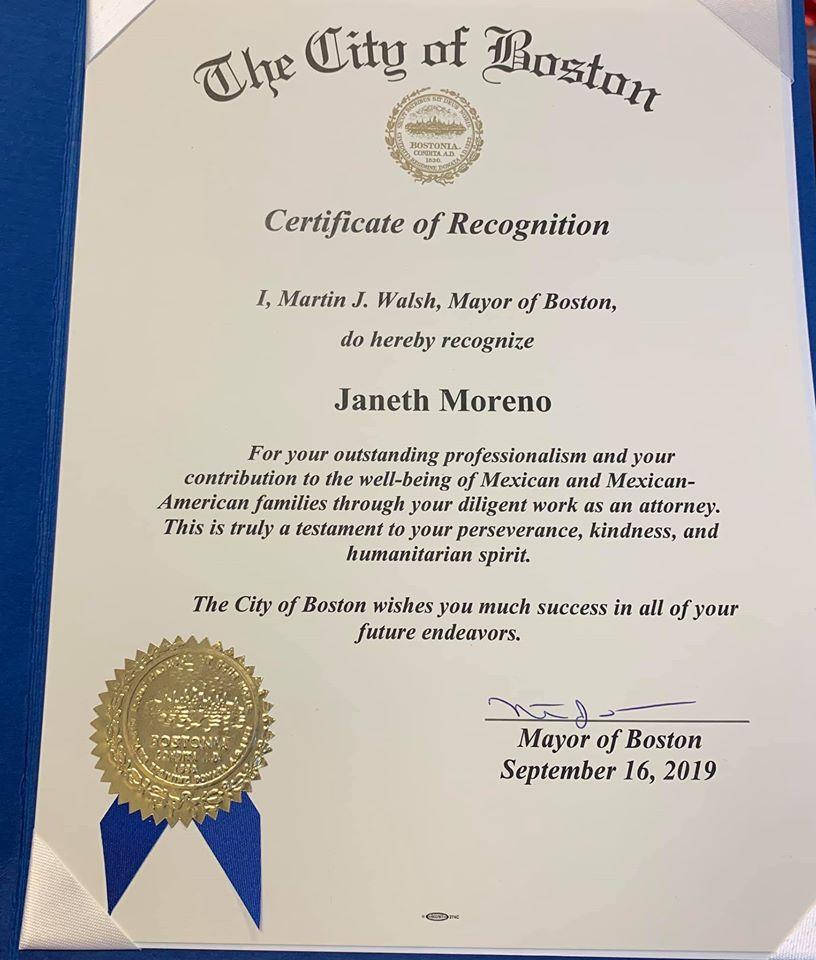 The City of Boston
BOSTONIA.
CONDITA A.D.
1630.
Certificate of Recognition
I, Martin J. Walsh, Mayor of Boston,
do hereby recognize
Janeth Moreno
For your outstanding professionalism and your
contribution to the well-being of Mexican and Mexican-
American families through your diligent work as an attorney.
This is truly a testament to your perseverance, kindness, and
humanitarian spirit.
The City of Boston wishes you much success in all of your
future endeavors.
BOSTONIA
Mayor of Boston
September 16, 2019